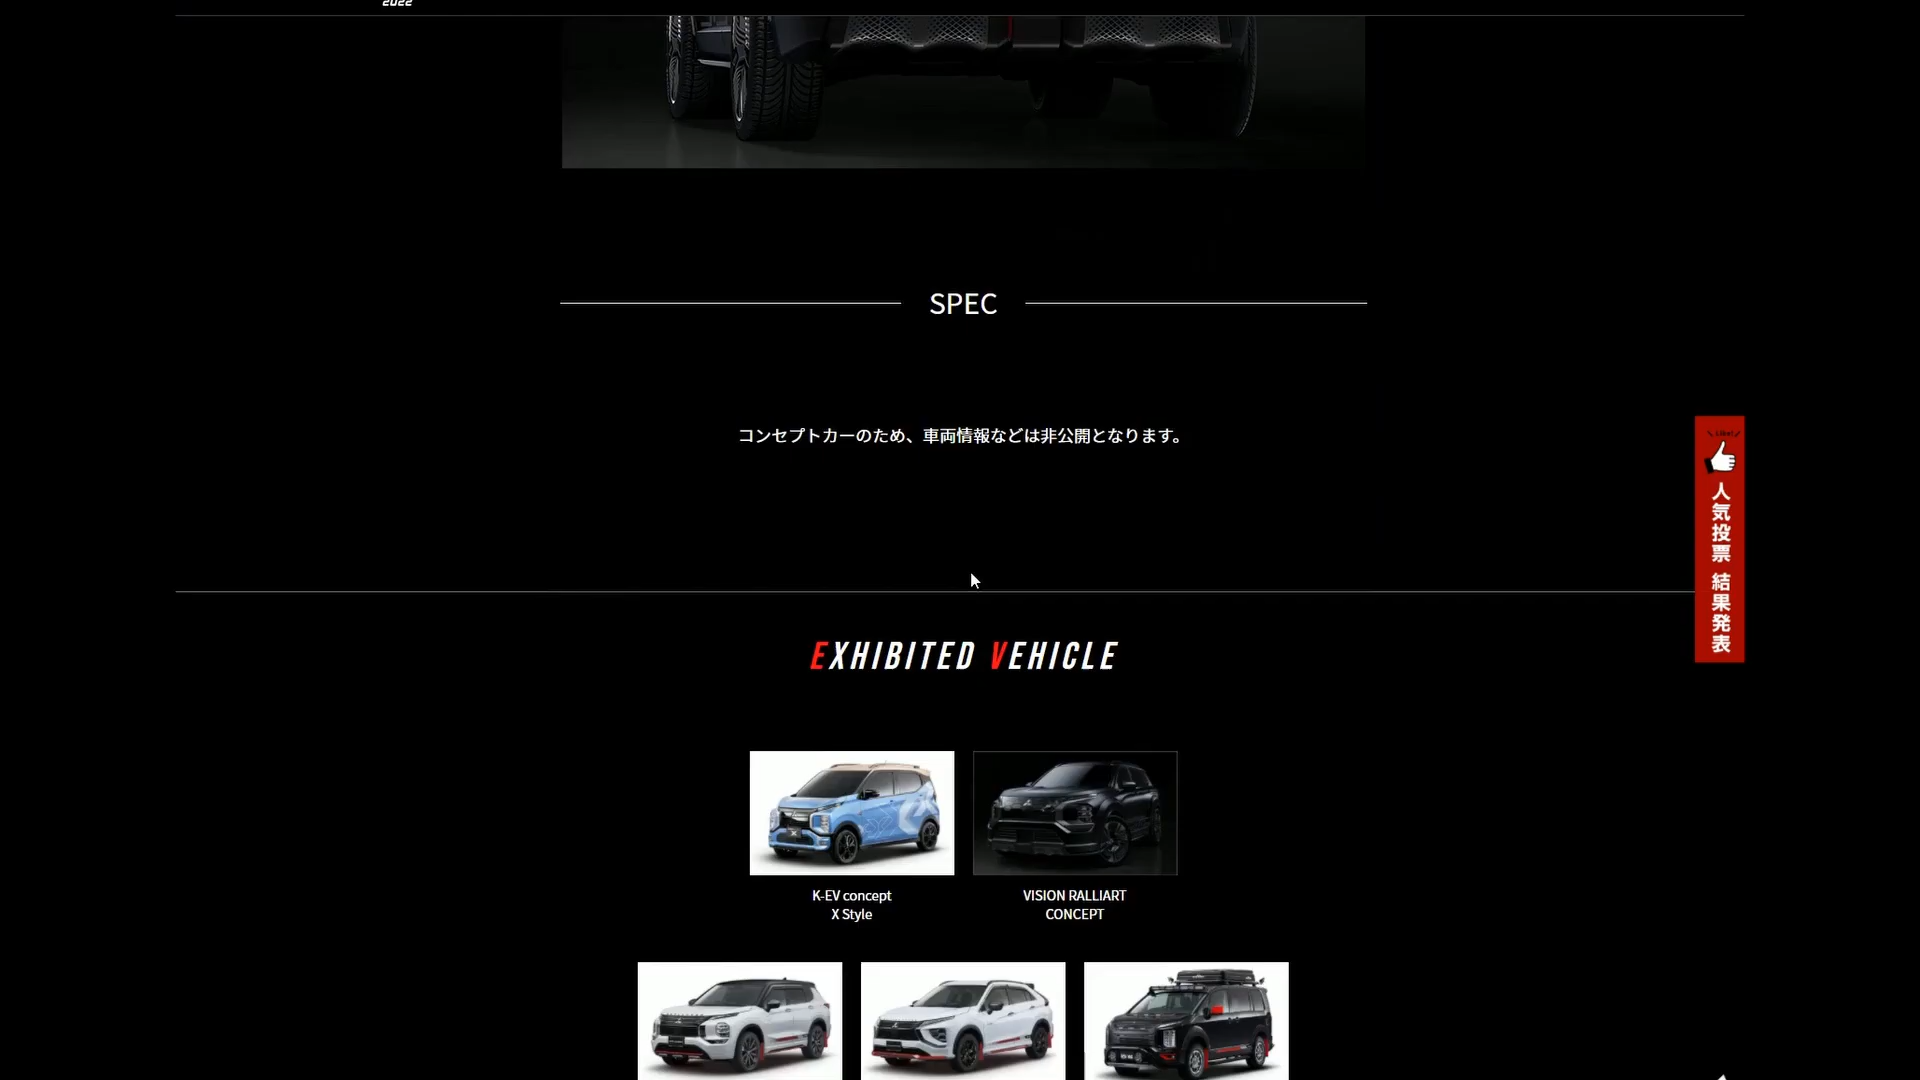 2022
SPEC
コンセプトカーのため、車両情報などは非公開となります。
Like!
人気投票 結果発表
EXHIBITED VEHICLE
K-EV concept
X Style
VISION RALLIART
CONCEPT